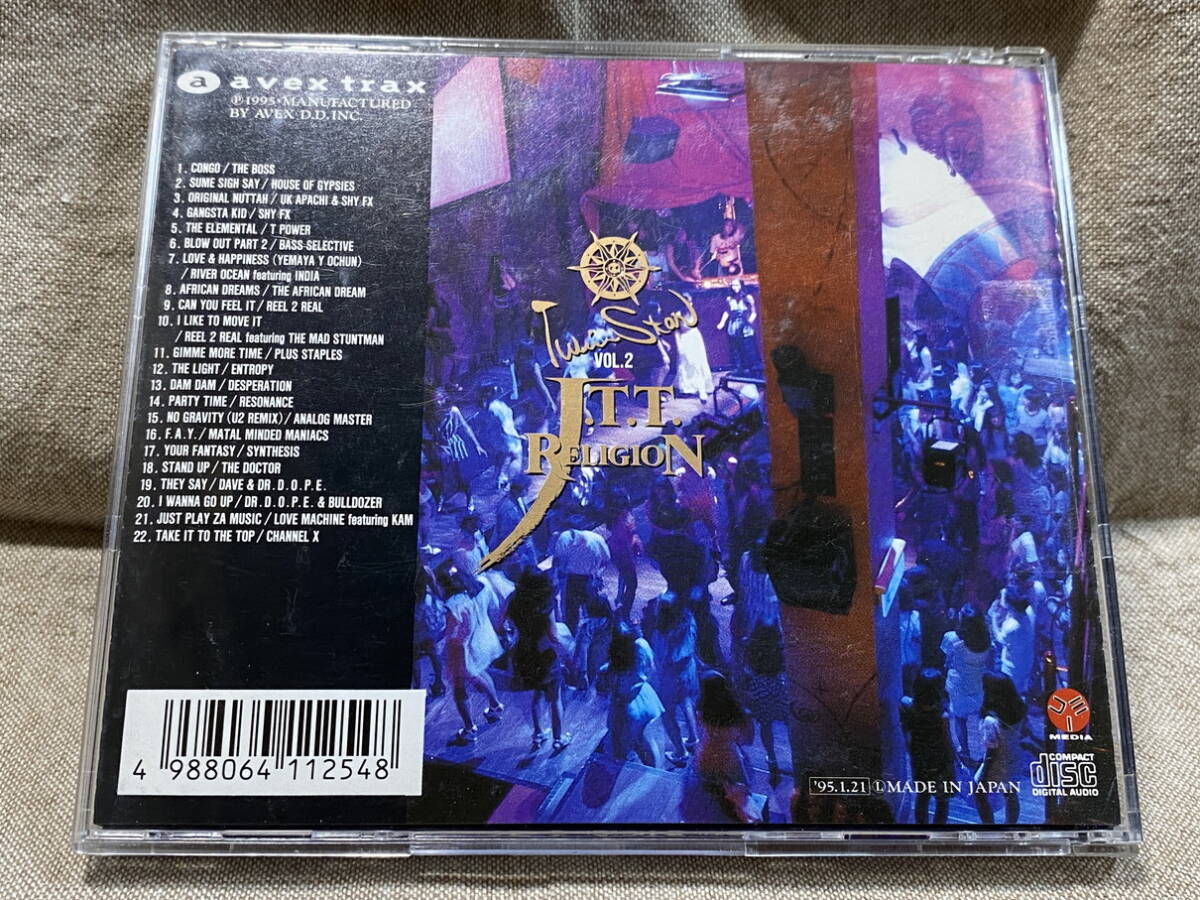 a avex trax
℗1995・MANUFACTURED
BY AVEX D.D. INC.
1. CONGO / THE BOSS
2. SUME SIGH SAY / HOUSE OF GYPSIES
3. ORIGINAL NUTTAH / UK APACHI & SHY FX
4. GANGSTA KID / SHY FX
5. THE ELEMENTAL / T POWER
6. BLOW OUT PART 2 / BASS-SELECTIVE
7. LOVE & HAPPINESS (YEMAYA Y OCHUN)
/ RIVER OCEAN featuring INDIA
8. AFRICAN DREAMS / THE AFRICAN DREAM
9. CAN YOU FEEL IT / REEL 2 REAL
10. I LIKE TO MOVE IT
/ REEL 2 REAL featuring THE MAD STUNTMAN
11. GIMME MORE TIME / PLUS STAPLES
12. THE LIGHT / ENTROPY
13. DAM DAM / DESPERATION
14. PARTY TIME / RESONANCE
15. NO GRAVITY (U2 REMIX) / ANALOG MASTER
16. F.A.Y. / MATAL MINDED MANIACS
17. YOUR FANTASY / SYNTHESIS
18. STAND UP / THE DOCTOR
19. THEY SAY / DAVE & DR.D.O.P.E.
20. I WANNA GO UP / DR.D.O.P.E. & BULLDOZER
21. JUST PLAY ZA MUSIC / LOVE MACHINE featuring KAM
22. TAKE IT TO THE TOP / CHANNEL X
VOL.2
J.T.T.
RELIGION
4 988064 112548
MEDIA
'95.1.21 Ⓛ MADE IN JAPAN
COMPACT
disc
DIGITAL AUDIO